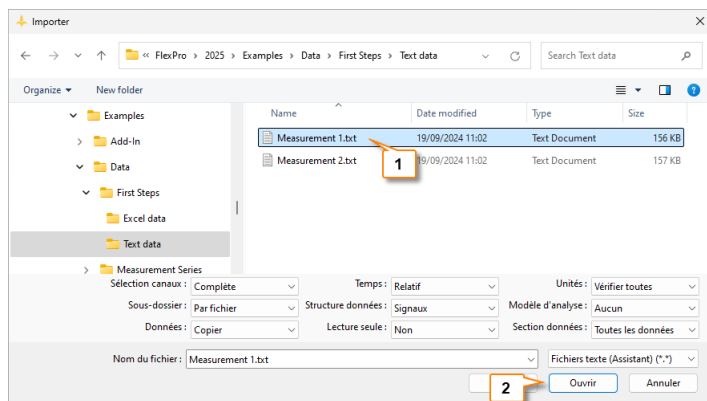 Importer
« FlexPro › 2025 › Examples › Data › First Steps › Text data
Search Text data
Organize New folder
Name Date modified Type Size
Examples
Add-In
Data
First Steps
Excel data
Text data
Measurement Series
Measurement 1.txt 19/09/2024 11:02 Text Document 156 KB
Measurement 2.txt 19/09/2024 11:02 Text Document 157 KB
1
Sélection canaux : Complète Temps : Relatif Unités : Vérifier toutes
Sous-dossier : Par fichier Structure données : Signaux Modèle d'analyse : Aucun
Données : Copier Lecture seule : Non Section données : Toutes les données
Nom du fichier : Measurement 1.txt Fichiers texte (Assistant) (*.*)
2 Ouvrir Annuler